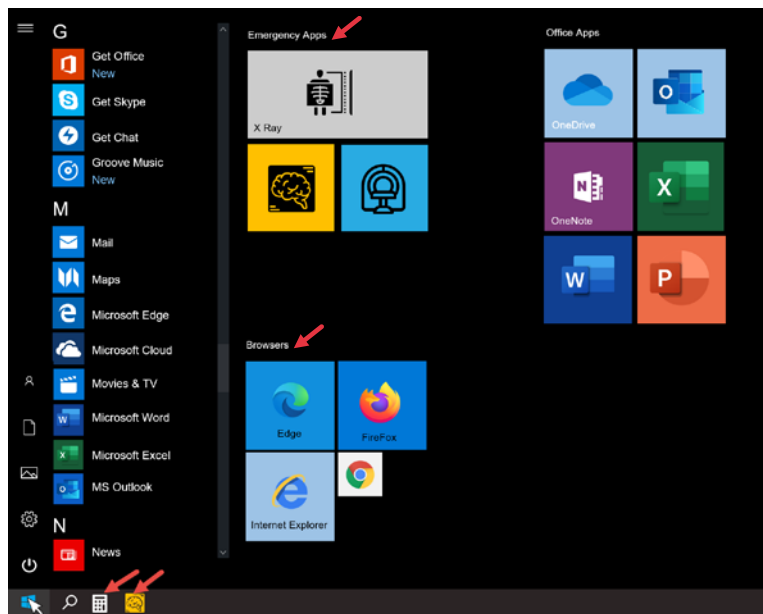 G
Get Office
New
Get Skype
Get Chat
Groove Music
New
M
Mail
Maps
Microsoft Edge
Microsoft Cloud
Movies & TV
Microsoft Word
Microsoft Excel
MS Outlook
N
News
Emergency Apps
X Ray
Browsers
Edge
FireFox
Internet Explorer
Office Apps
OneDrive
O
N
OneNote
X
W
P